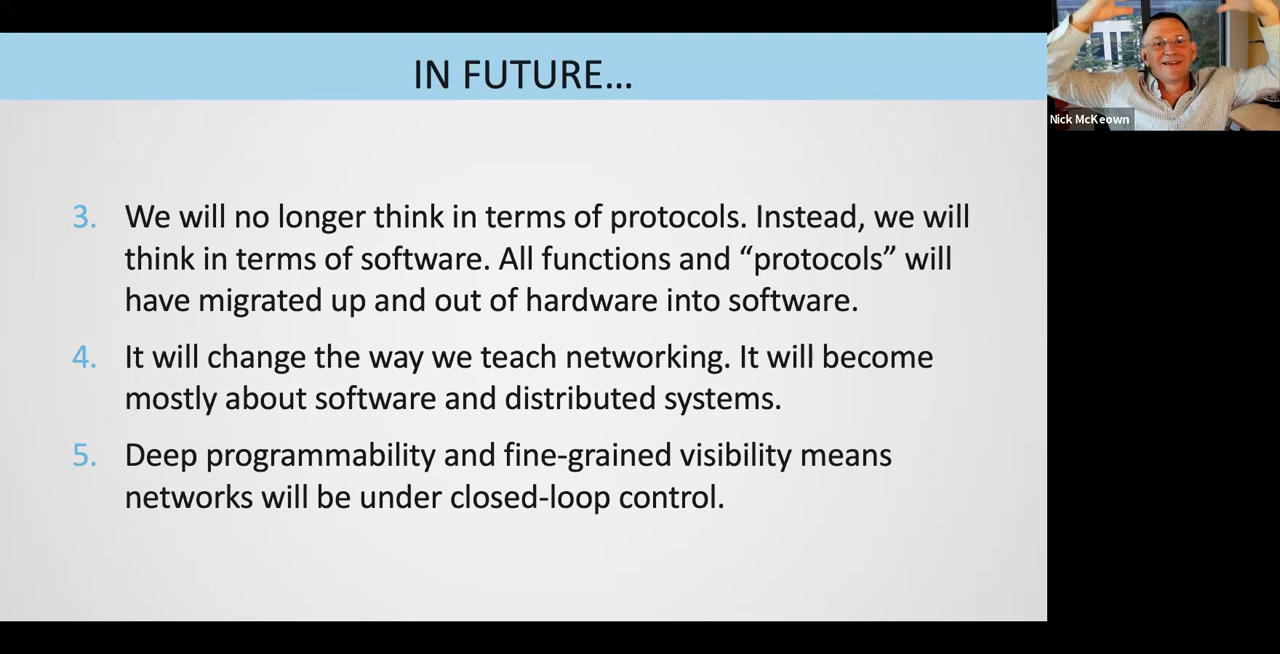 IN FUTURE…
Nick McKeown
3. We will no longer think in terms of protocols. Instead, we will
think in terms of software. All functions and “protocols” will
have migrated up and out of hardware into software.
4. It will change the way we teach networking. It will become
mostly about software and distributed systems.
5. Deep programmability and fine-grained visibility means
networks will be under closed-loop control.